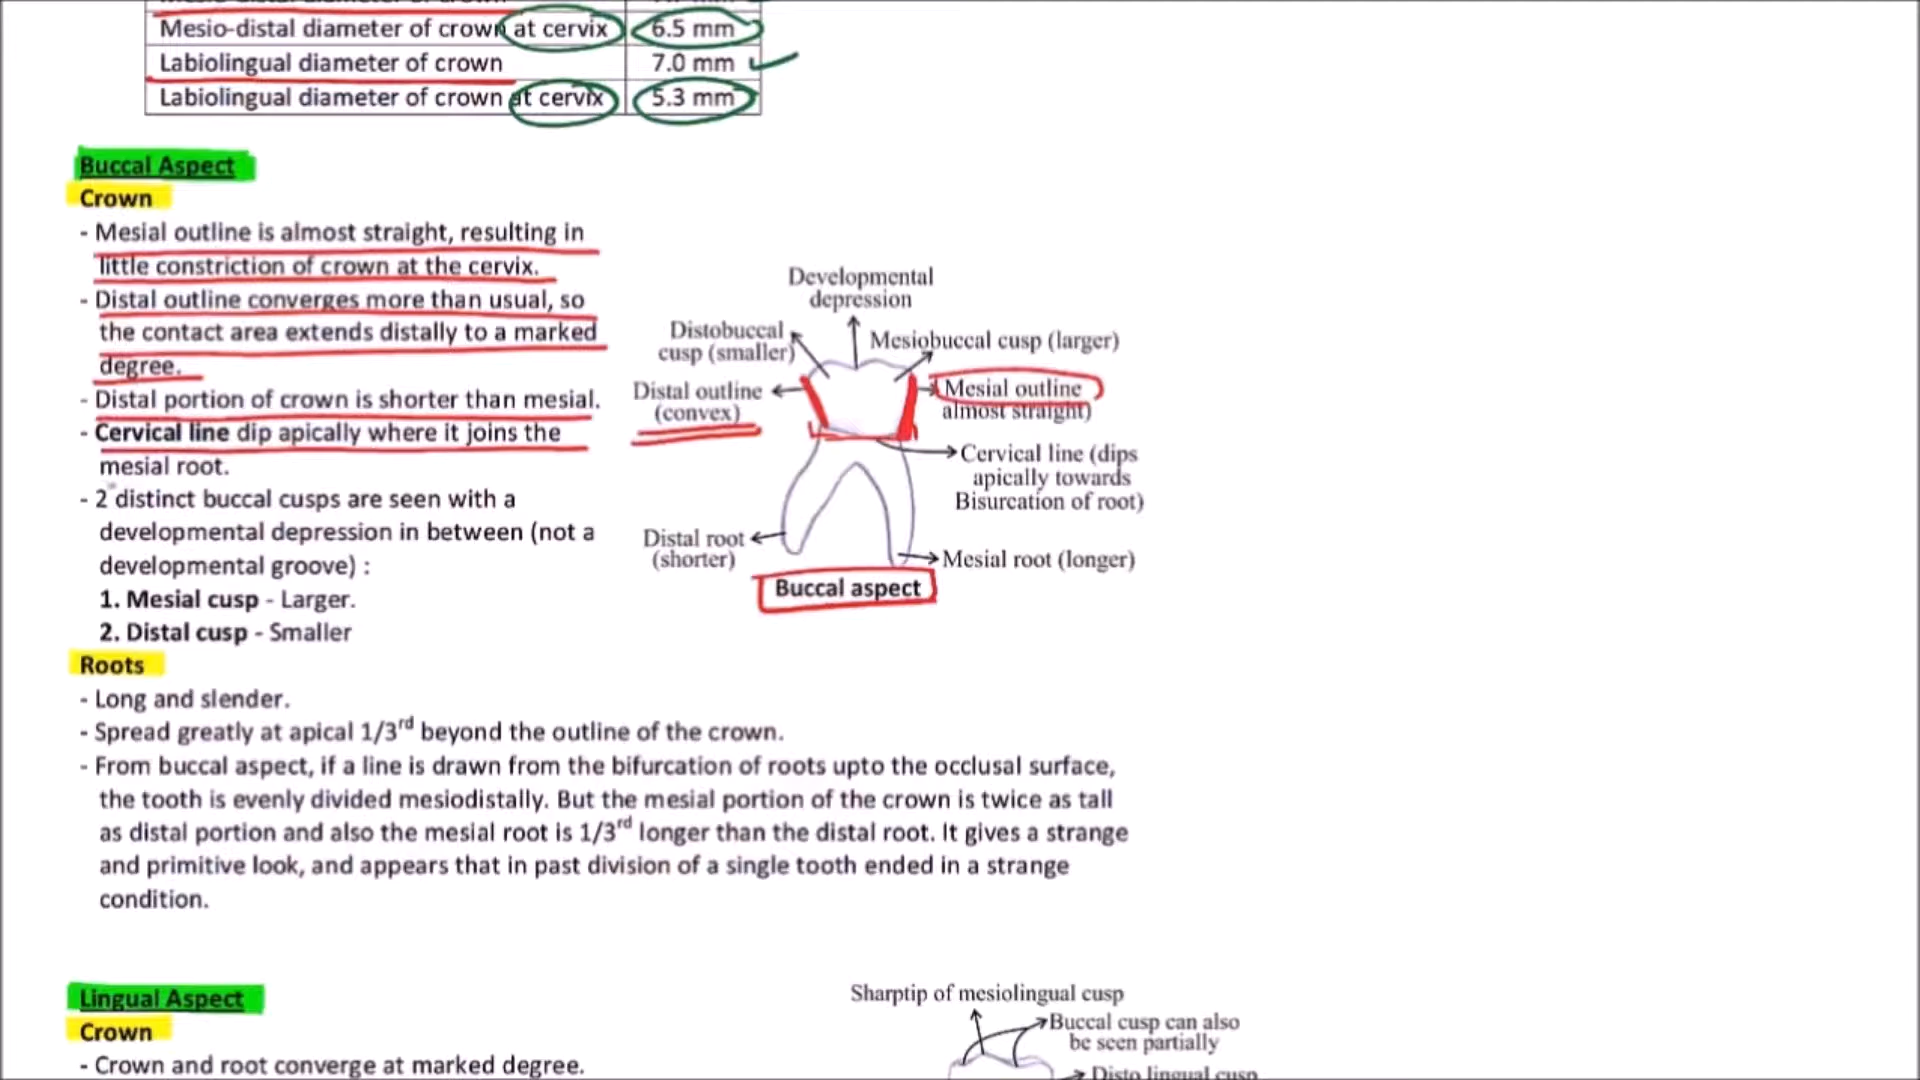 Mesio-distal diameter of crown at cervix 6.5 mm
Labiolingual diameter of crown 7.0 mm
Labiolingual diameter of crown at cervix 5.3 mm
Buccal Aspect
Crown
- Mesial outline is almost straight, resulting in
little constriction of crown at the cervix.
- Distal outline converges more than usual, so
the contact area extends distally to a marked
degree.
- Distal portion of crown is shorter than mesial.
- Cervical line dip apically where it joins the
mesial root.
- 2 distinct buccal cusps are seen with a
developmental depression in between (not a
developmental groove) :
1. Mesial cusp - Larger.
2. Distal cusp - Smaller
Developmental
depression
Distobuccal
cusp (smaller)
Mesiobuccal cusp (larger)
Distal outline
(convex)
Mesial outline
almost straight)
Cervical line (dips
apically towards
Bisurcation of root)
Distal root
(shorter)
Mesial root (longer)
Buccal aspect
Roots
- Long and slender.
- Spread greatly at apical 1/3rd beyond the outline of the crown.
- From buccal aspect, if a line is drawn from the bifurcation of roots upto the occlusal surface,
the tooth is evenly divided mesiodistally. But the mesial portion of the crown is twice as tall
as distal portion and also the mesial root is 1/3rd longer than the distal root. It gives a strange
and primitive look, and appears that in past division of a single tooth ended in a strange
condition.
Lingual Aspect
Crown
- Crown and root converge at marked degree.
Sharptip of mesiolingual cusp
Buccal cusp can also
be seen partially
Disto lingual cusp